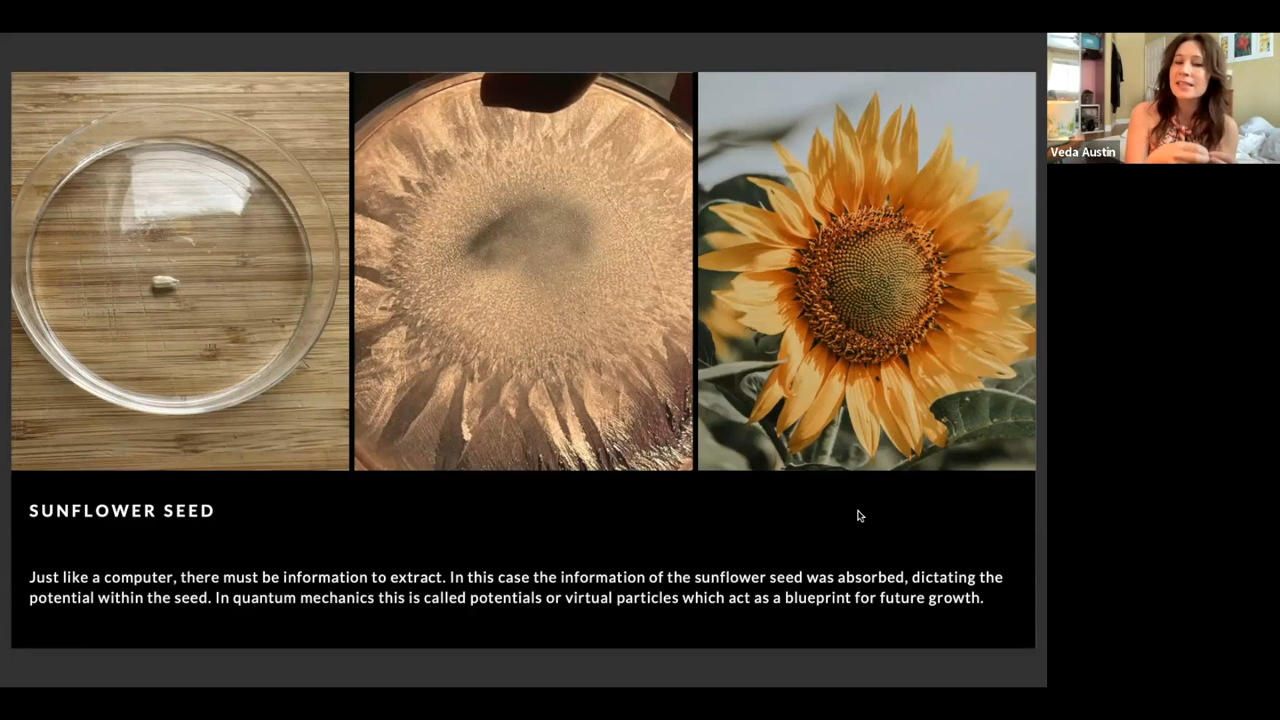 Veda Austin
SUNFLOWER SEED
Just like a computer, there must be information to extract. In this case the information of the sunflower seed was absorbed, dictating the
potential within the seed. In quantum mechanics this is called potentials or virtual particles which act as a blueprint for future growth.